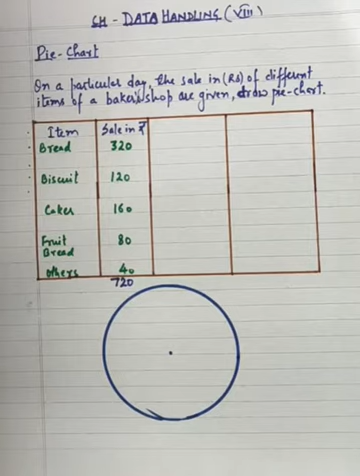 CH - DATA HANDLING (VIII)
Pie-Chart
On a particular day, the sale in (Rs) of different
items of a baker's shop are given, draw pie-chart.
Item Sale in ₹
Bread 320
Biscuit 120
Cakes 160
Fruit Bread 80
Others 40
720